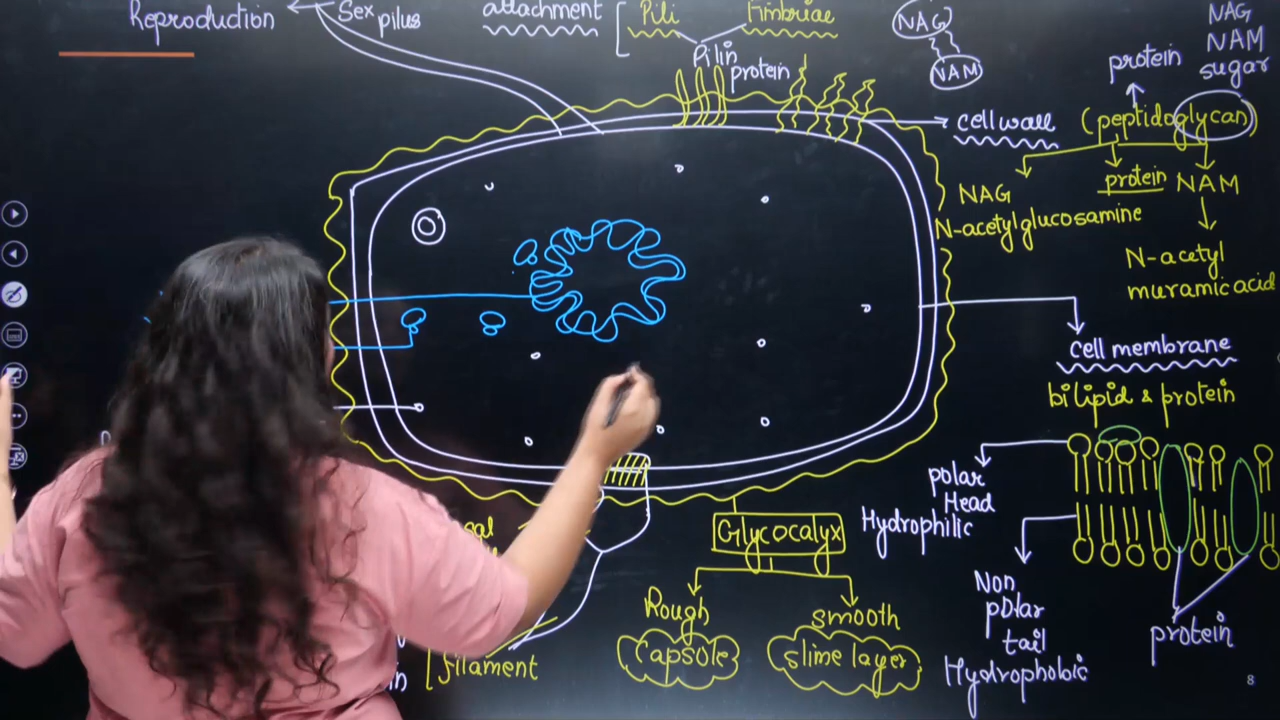 Reproduction
Sex pilus
attachment
Pili
Fimbriae
Pilin
protein
NAG
NAM
NAG
NAM
sugar
protein
cell wall
(peptidoglycan)
NAG
N-acetylglucosamine
protein
NAM
N-acetyl
muramic acid
cell membrane
bilipid & protein
polar
Head
Hydrophilic
Non
polar
tail
Hydrophobic
protein
Glycocalyx
Rough
Capsole
smooth
slime layer
filament
8